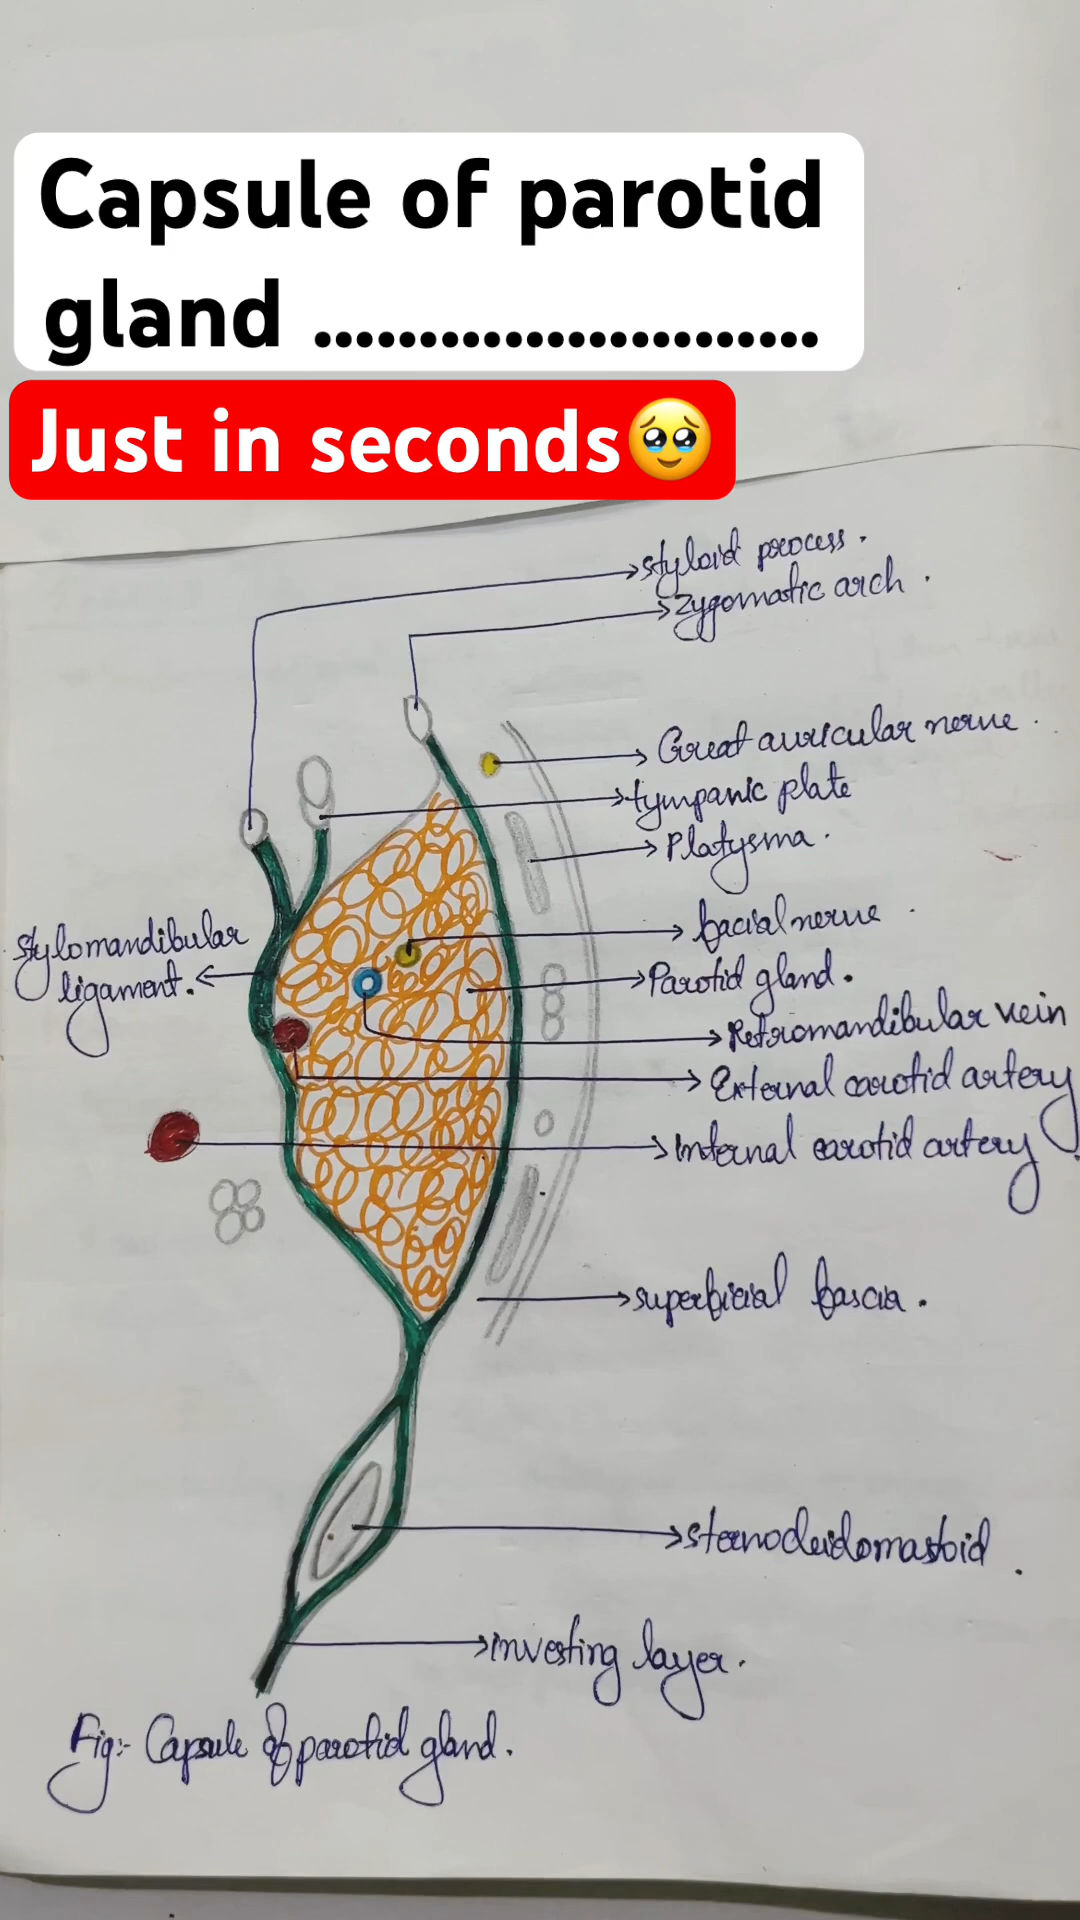 Capsule of parotid
gland ........................
Just in seconds🥹
styloid process.
zygomatic arch.
Great auricular nerve.
tympanic plate
Platysma.
facial nerve
stylomandibular
ligament.
Parotid gland.
Retromandibular vein
External carotid artery
Internal carotid artery
superficial fascia.
sternocleidomastoid
investing layer.
Fig:- Capsule of parotid gland.